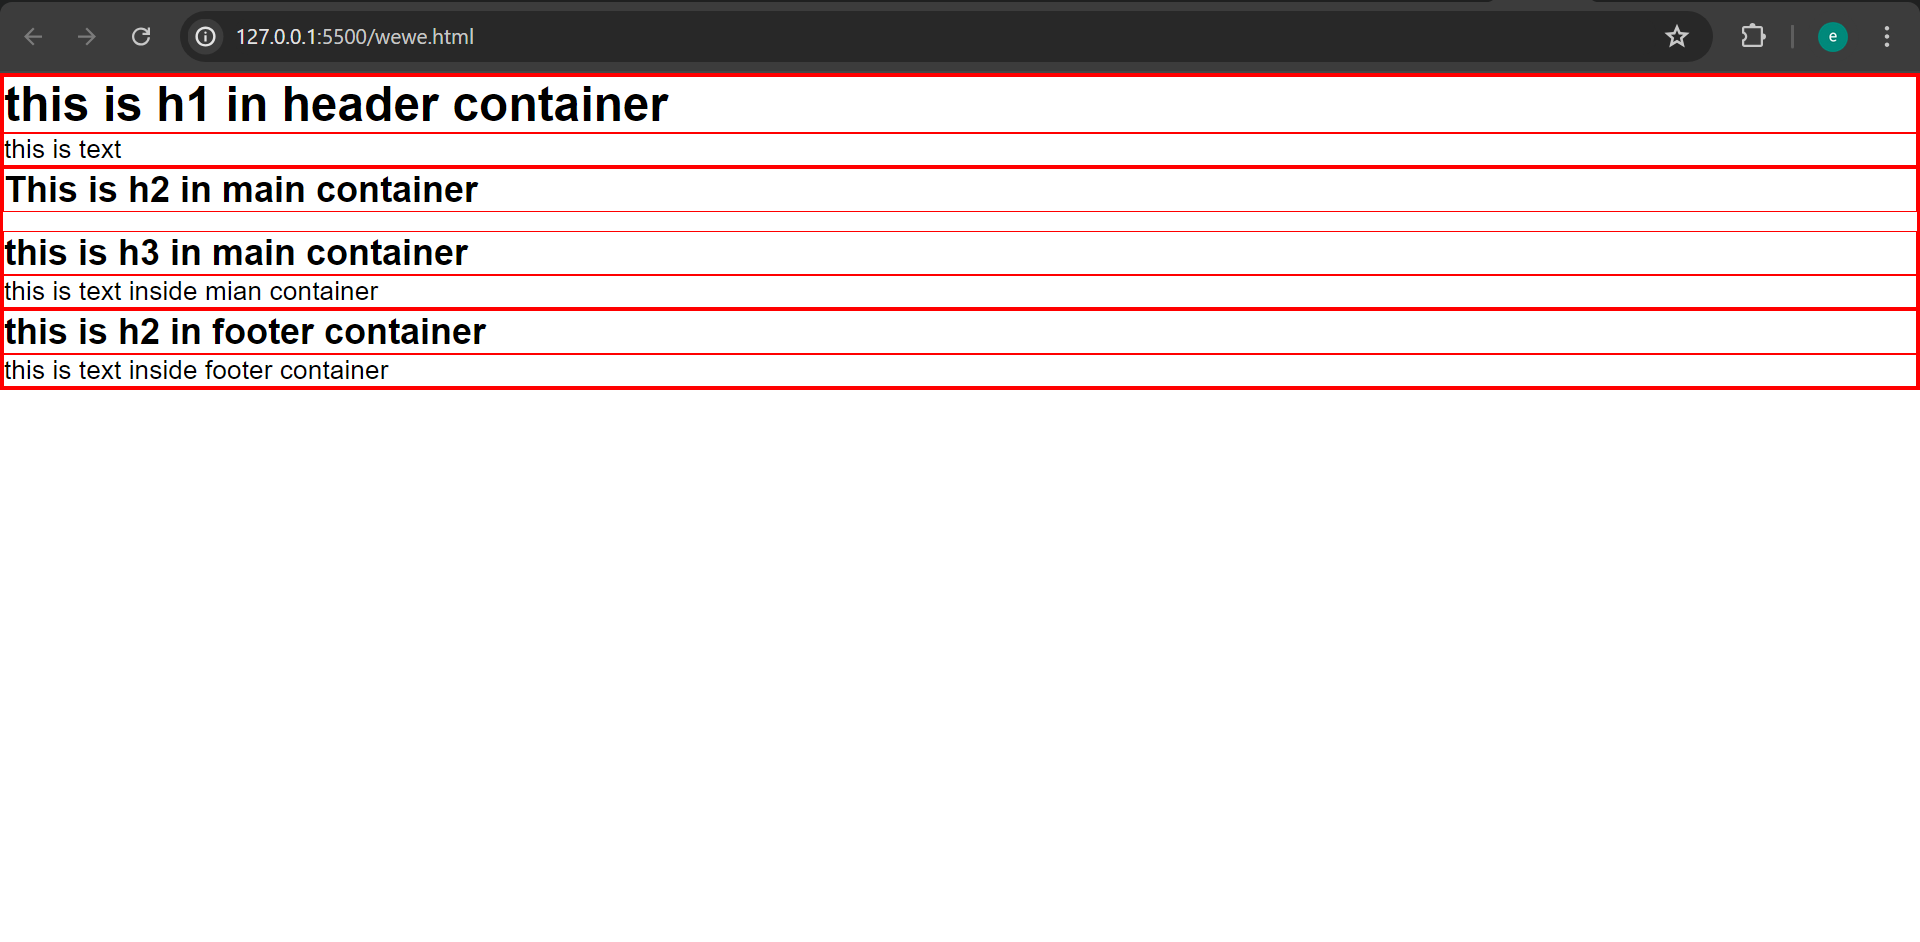 127.0.0.1:5500/wewe.html
e
this is h1 in header container
this is text
This is h2 in main container
this is h3 in main container
this is text inside mian container
this is h2 in footer container
this is text inside footer container